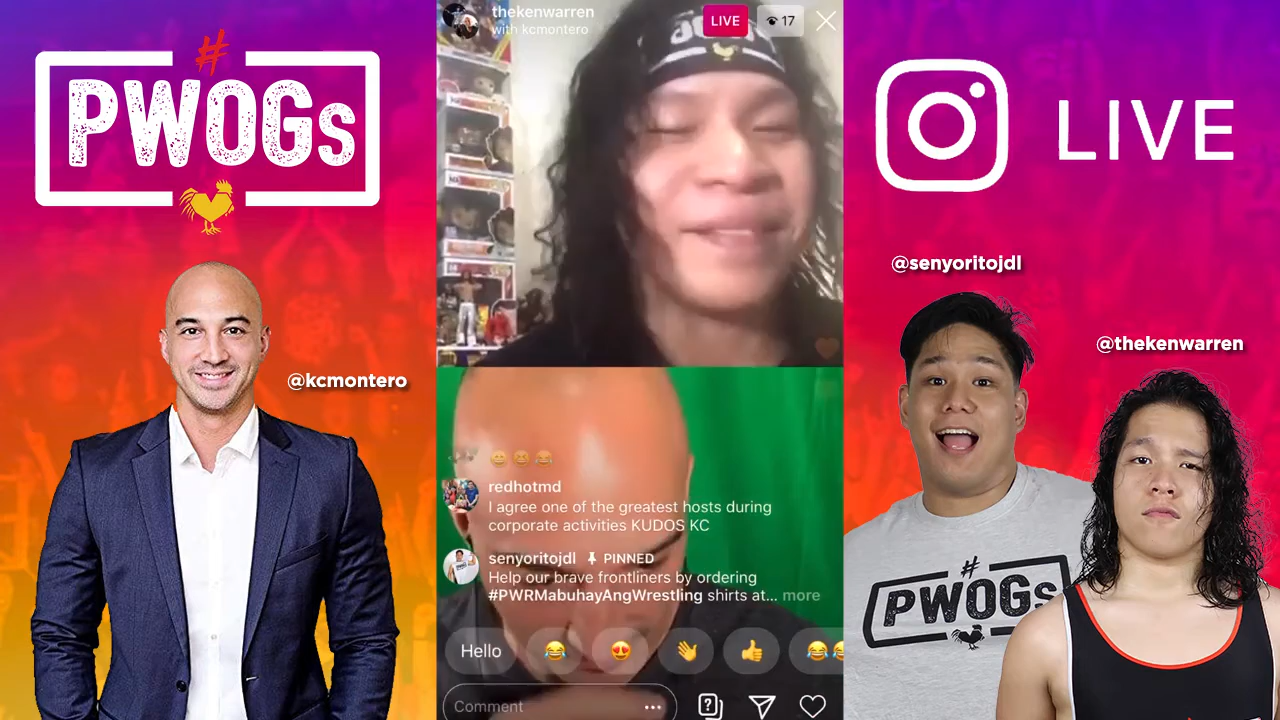 #
PWOGs
@kcmontero
thekenwarren
with kcmontero
LIVE
17
redhotmd
I agree one of the greatest hosts during
corporate activities KUDOS KC
senyoritojdl PINNED
Help our brave frontliners by ordering
#PWRMabuhayAngWrestling shirts at... more
Hello
Comment
LIVE
@senyoritojdl
@thekenwarren
#
PWOGs